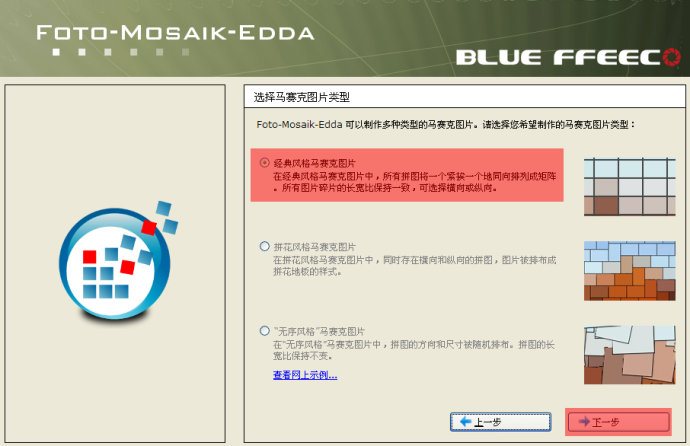 FOTO-MOSAIK-EDDA
BLUE FFEECO
选择马赛克图片类型
Foto-Mosaik-Edda 可以制作多种类型的马赛克图片。请选择您希望制作的马赛克图片类型：
经典风格马赛克图片
在经典风格马赛克图片中，所有拼图将一个紧挨一个地同向排列成矩阵
。所有图片碎片的长宽比保持一致，可选择横向或纵向。
拼花风格马赛克图片
在拼花风格马赛克图片中，同时存在横向和纵向的拼图，图片被排布成
拼花地板的样式。
“无序风格”马赛克图片
在“无序风格”马赛克图片中，拼图的方向和尺寸被随机排布。拼图的长
宽比保持不变。
查看网上示例...
上一步
下一步